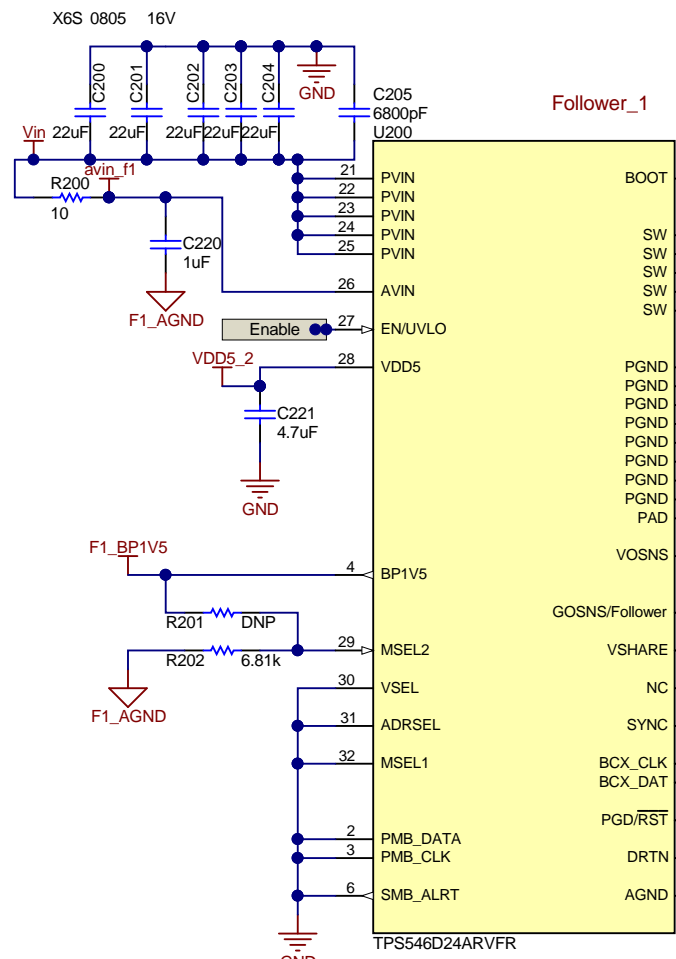 X6S 0805 16V
C200
C201
C202
C203
C204
GND
C205
6800pF
U200
Follower_1
Vin
22uF
22uF
22uF
22uF
22uF
avin_f1
R200
10
C220
1uF
F1_AGND
21 PVIN BOOT
22 PVIN
23 PVIN
24 PVIN SW
25 PVIN SW
SW
26 AVIN SW
SW
Enable 27 EN/UVLO
VDD5_2
28 VDD5 PGND
PGND
PGND
PGND
PGND
PGND
PGND
PGND
PAD
C221
4.7uF
GND
VOSNS
F1_BP1V5
4 BP1V5
GOSNS/Follower
R201 DNP
29 MSEL2 VSHARE
R202 6.81k
F1_AGND
30 VSEL NC
31 ADRSEL SYNC
32 MSEL1 BCX_CLK
BCX_DAT
PGD/RST
2 PMB_DATA
3 PMB_CLK DRTN
6 SMB_ALRT AGND
TPS546D24ARVFR
GND